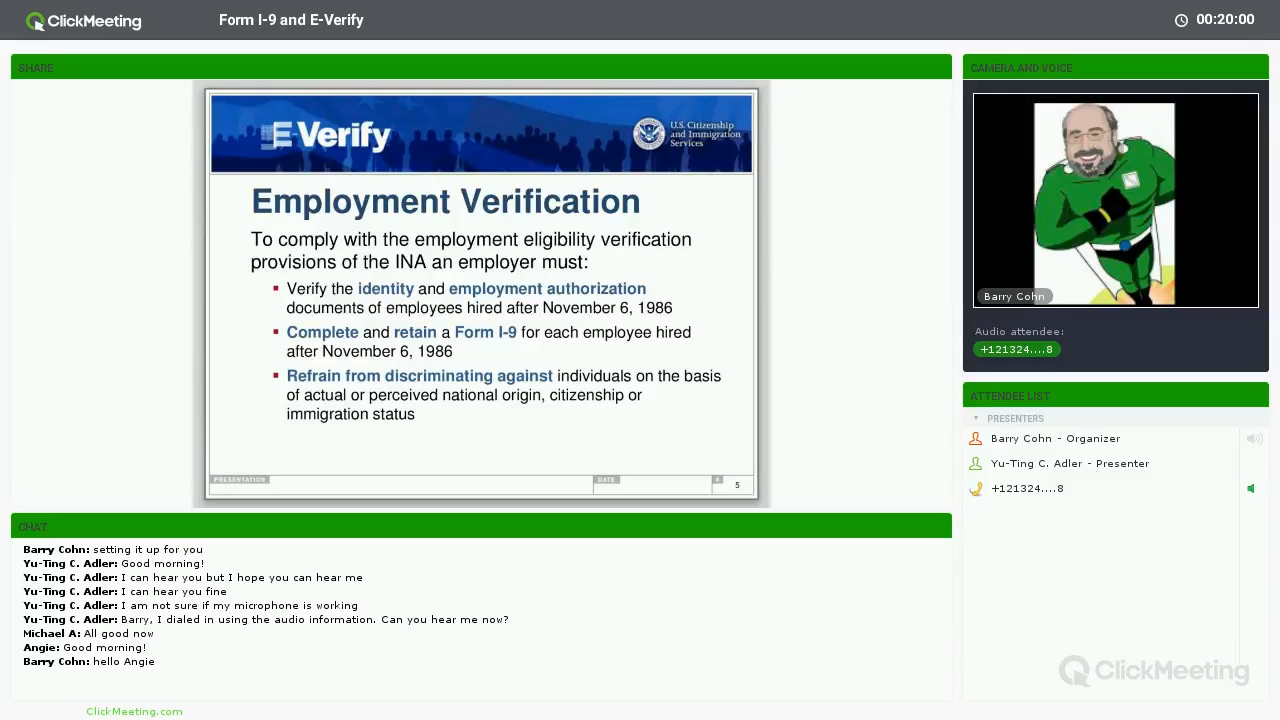 ClickMeeting
Form I-9 and E-Verify
00:20:00
SHARE
E-Verify
U.S. Citizenship
and Immigration
Services
Employment Verification
To comply with the employment eligibility verification
provisions of the INA an employer must:
Verify the identity and employment authorization
documents of employees hired after November 6, 1986
Complete and retain a Form I-9 for each employee hired
after November 6, 1986
Refrain from discriminating against individuals on the basis
of actual or perceived national origin, citizenship or
immigration status
PRESENTATION
DATE
5
CHAT
Barry Cohn: setting it up for you
Yu-Ting C. Adler: Good morning!
Yu-Ting C. Adler: I can hear you but I hope you can hear me
Yu-Ting C. Adler: I can hear you fine
Yu-Ting C. Adler: I am not sure if my microphone is working
Yu-Ting C. Adler: Barry, I dialed in using the audio information. Can you hear me now?
Michael A: All good now
Angie: Good morning!
Barry Cohn: hello Angie
ClickMeeting.com
CAMERA AND VOICE
Barry Cohn
Audio attendee:
+121324....8
ATTENDEE LIST
PRESENTERS
Barry Cohn - Organizer
Yu-Ting C. Adler - Presenter
+121324....8
ClickMeeting